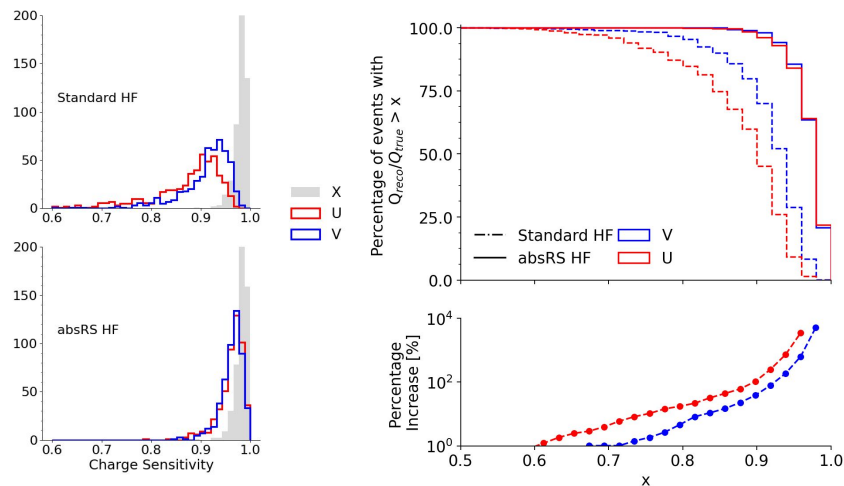 200
150
100
50
0
Standard HF
0.6 0.7 0.8 0.9 1.0
200
150
100
50
0
absRS HF
0.6 0.7 0.8 0.9 1.0
Charge Sensitivity
X
U
V
Percentage of events with
Q_reco/Q_true > x
100.0
75.0
50.0
25.0
0.0
Standard HF V
absRS HF U
Percentage
Increase [%]
10^4
10^2
10^0
0.5 0.6 0.7 0.8 0.9 1.0
x